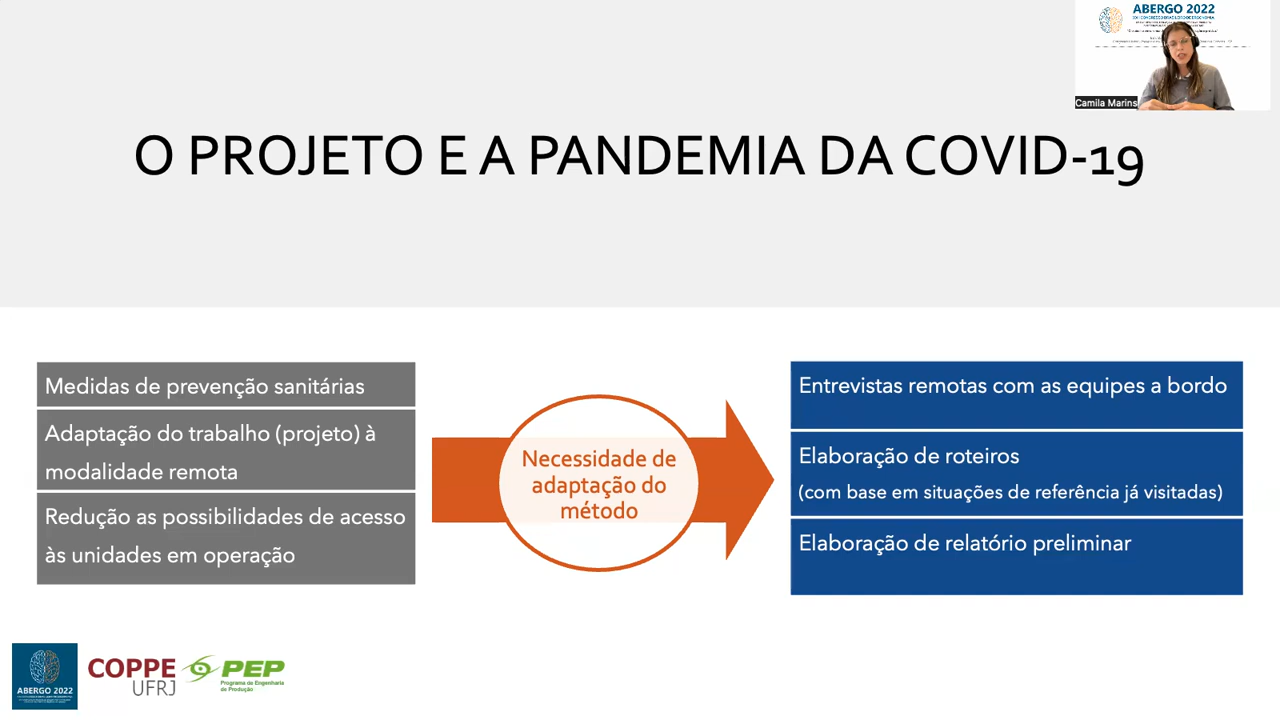 ABERGO 2022
Camila Marins
O PROJETO E A PANDEMIA DA COVID-19
Medidas de prevenção sanitárias
Adaptação do trabalho (projeto) à
modalidade remota
Redução as possibilidades de acesso
às unidades em operação
Necessidade de
adaptação do
método
Entrevistas remotas com as equipes a bordo
Elaboração de roteiros
(com base em situações de referência já visitadas)
Elaboração de relatório preliminar
ABERGO 2022
COPPE
UFRJ
PEP
Programa de Engenharia
de Produção